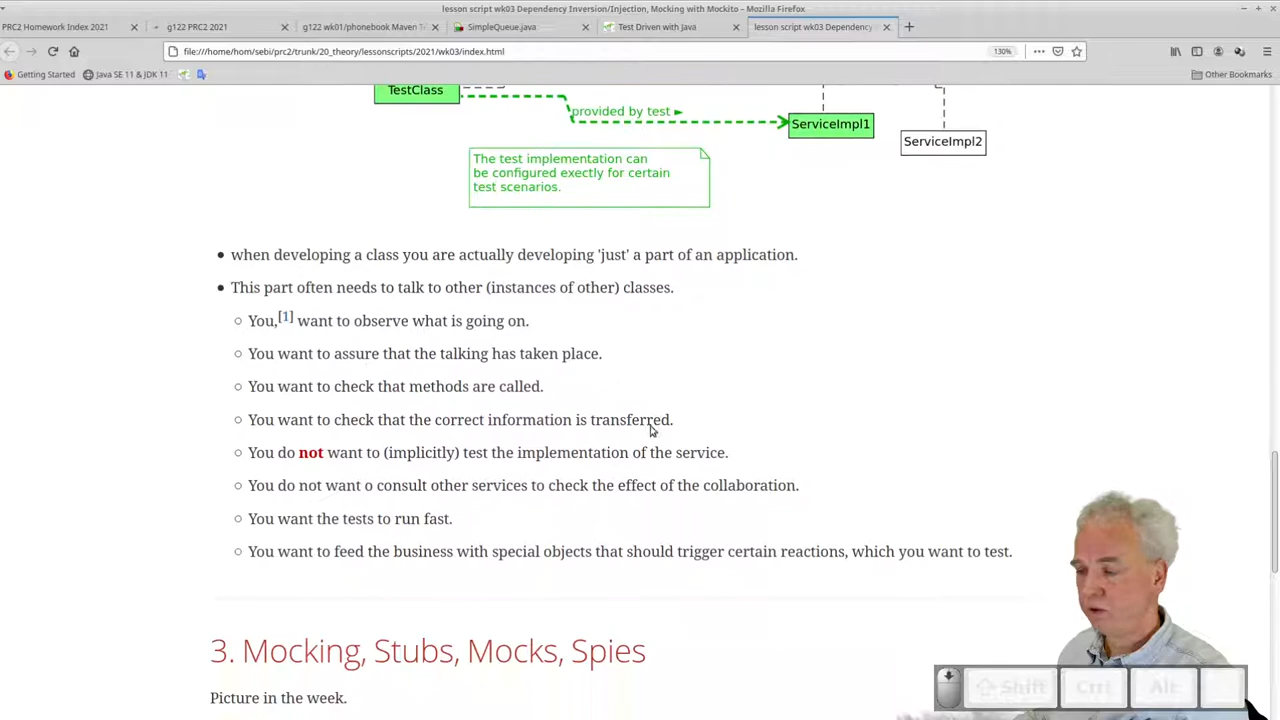 lesson script wk03 Dependency Inversion/Injection, Mocking with Mockito - Mozilla Firefox
PRC2 Homework Index 2021
g122 PRC2 2021
g122 wk01/phonebook Maven T
SimpleQueue.java
Test Driven with Java
lesson script wk03 Dependency
file:///home/hom/sebi/prc2/trunk/20_theory/lessonscripts/2021/wk03/index.html
130%
Getting Started
Java SE 11 & JDK 11
Other Bookmarks
TestClass
provided by test ►
ServiceImpl1
ServiceImpl2
The test implementation can
be configured exectly for certain
test scenarios.
• when developing a class you are actually developing 'just' a part of an application.
• This part often needs to talk to other (instances of other) classes.
○ You,[1] want to observe what is going on.
○ You want to assure that the talking has taken place.
○ You want to check that methods are called.
○ You want to check that the correct information is transferred.
○ You do not want to (implicitly) test the implementation of the service.
○ You do not want o consult other services to check the effect of the collaboration.
○ You want the tests to run fast.
○ You want to feed the business with special objects that should trigger certain reactions, which you want to test.
3. Mocking, Stubs, Mocks, Spies
Picture in the week.
Shift
Ctrl
Alt